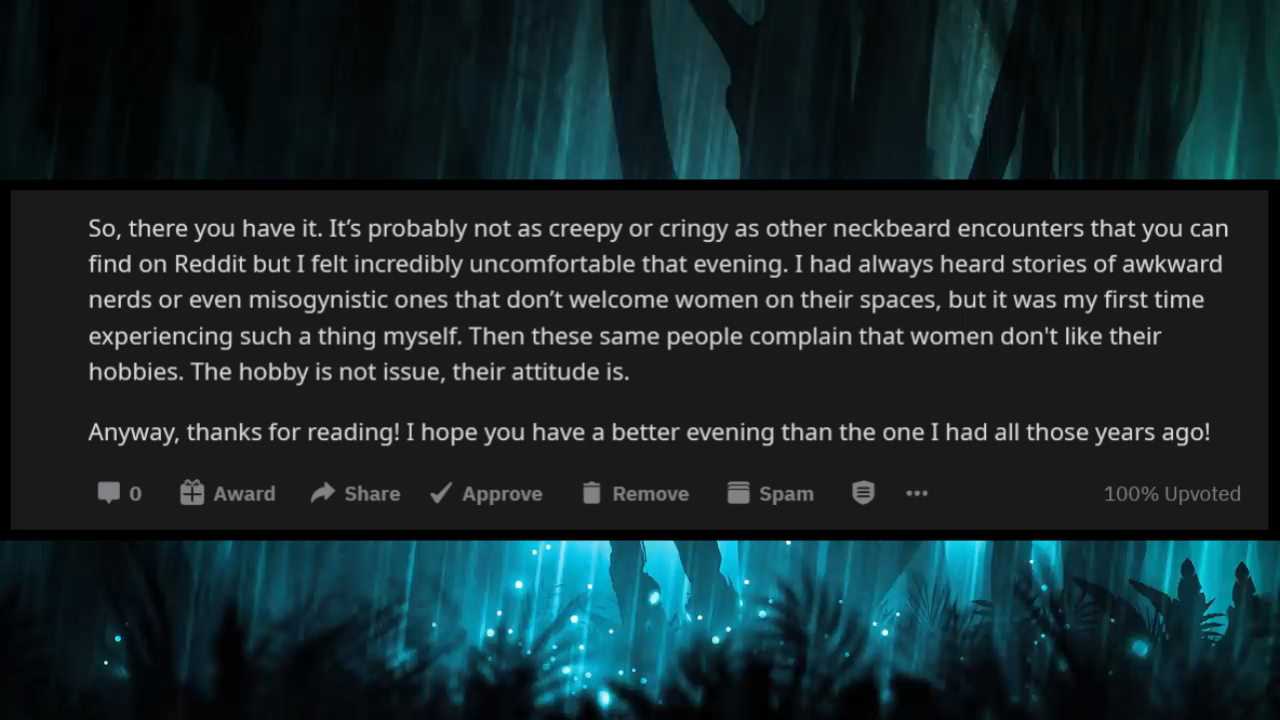 So, there you have it. It’s probably not as creepy or cringy as other neckbeard encounters that you can
find on Reddit but I felt incredibly uncomfortable that evening. I had always heard stories of awkward
nerds or even misogynistic ones that don’t welcome women on their spaces, but it was my first time
experiencing such a thing myself. Then these same people complain that women don't like their
hobbies. The hobby is not issue, their attitude is.
Anyway, thanks for reading! I hope you have a better evening than the one I had all those years ago!
0 Award Share Approve Remove Spam 100% Upvoted